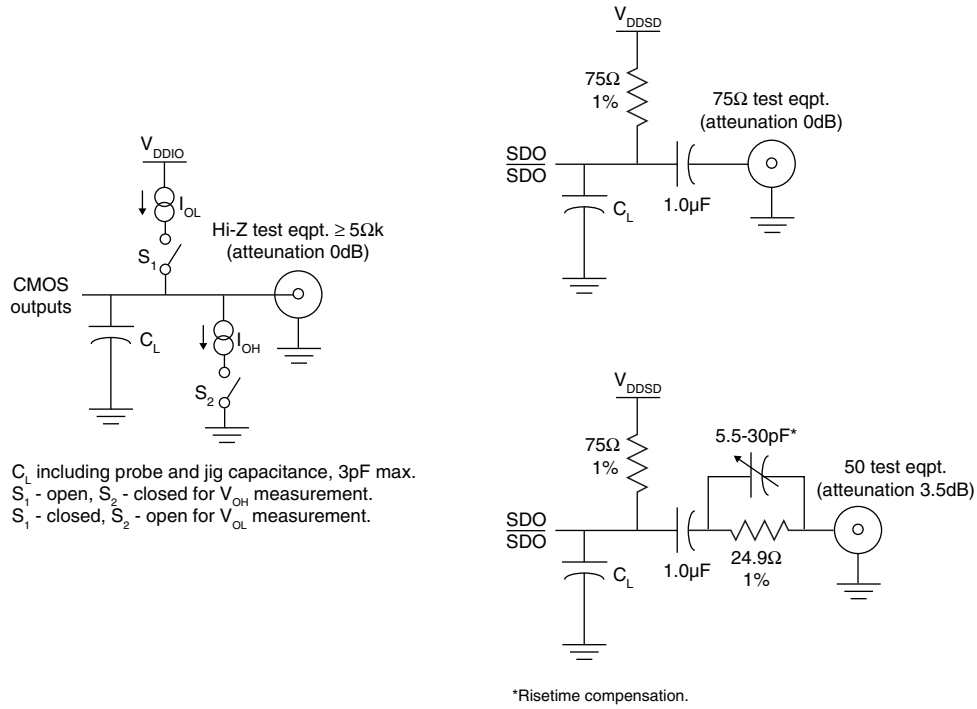 V_DDIO
I_OL
S_1
Hi-Z test eqpt. ≥ 5Ωk
(atteunation 0dB)
CMOS
outputs
C_L
I_OH
S_2
C_L including probe and jig capacitance, 3pF max.
S_1 - open, S_2 - closed for V_OH measurement.
S_1 - closed, S_2 - open for V_OL measurement.
V_DDSD
75Ω
1%
75Ω test eqpt.
(atteunation 0dB)
SDO
SDO
C_L
1.0µF
V_DDSD
75Ω
1%
5.5-30pF*
50 test eqpt.
(atteunation 3.5dB)
SDO
SDO
C_L
1.0µF
24.9Ω
1%
*Risetime compensation.